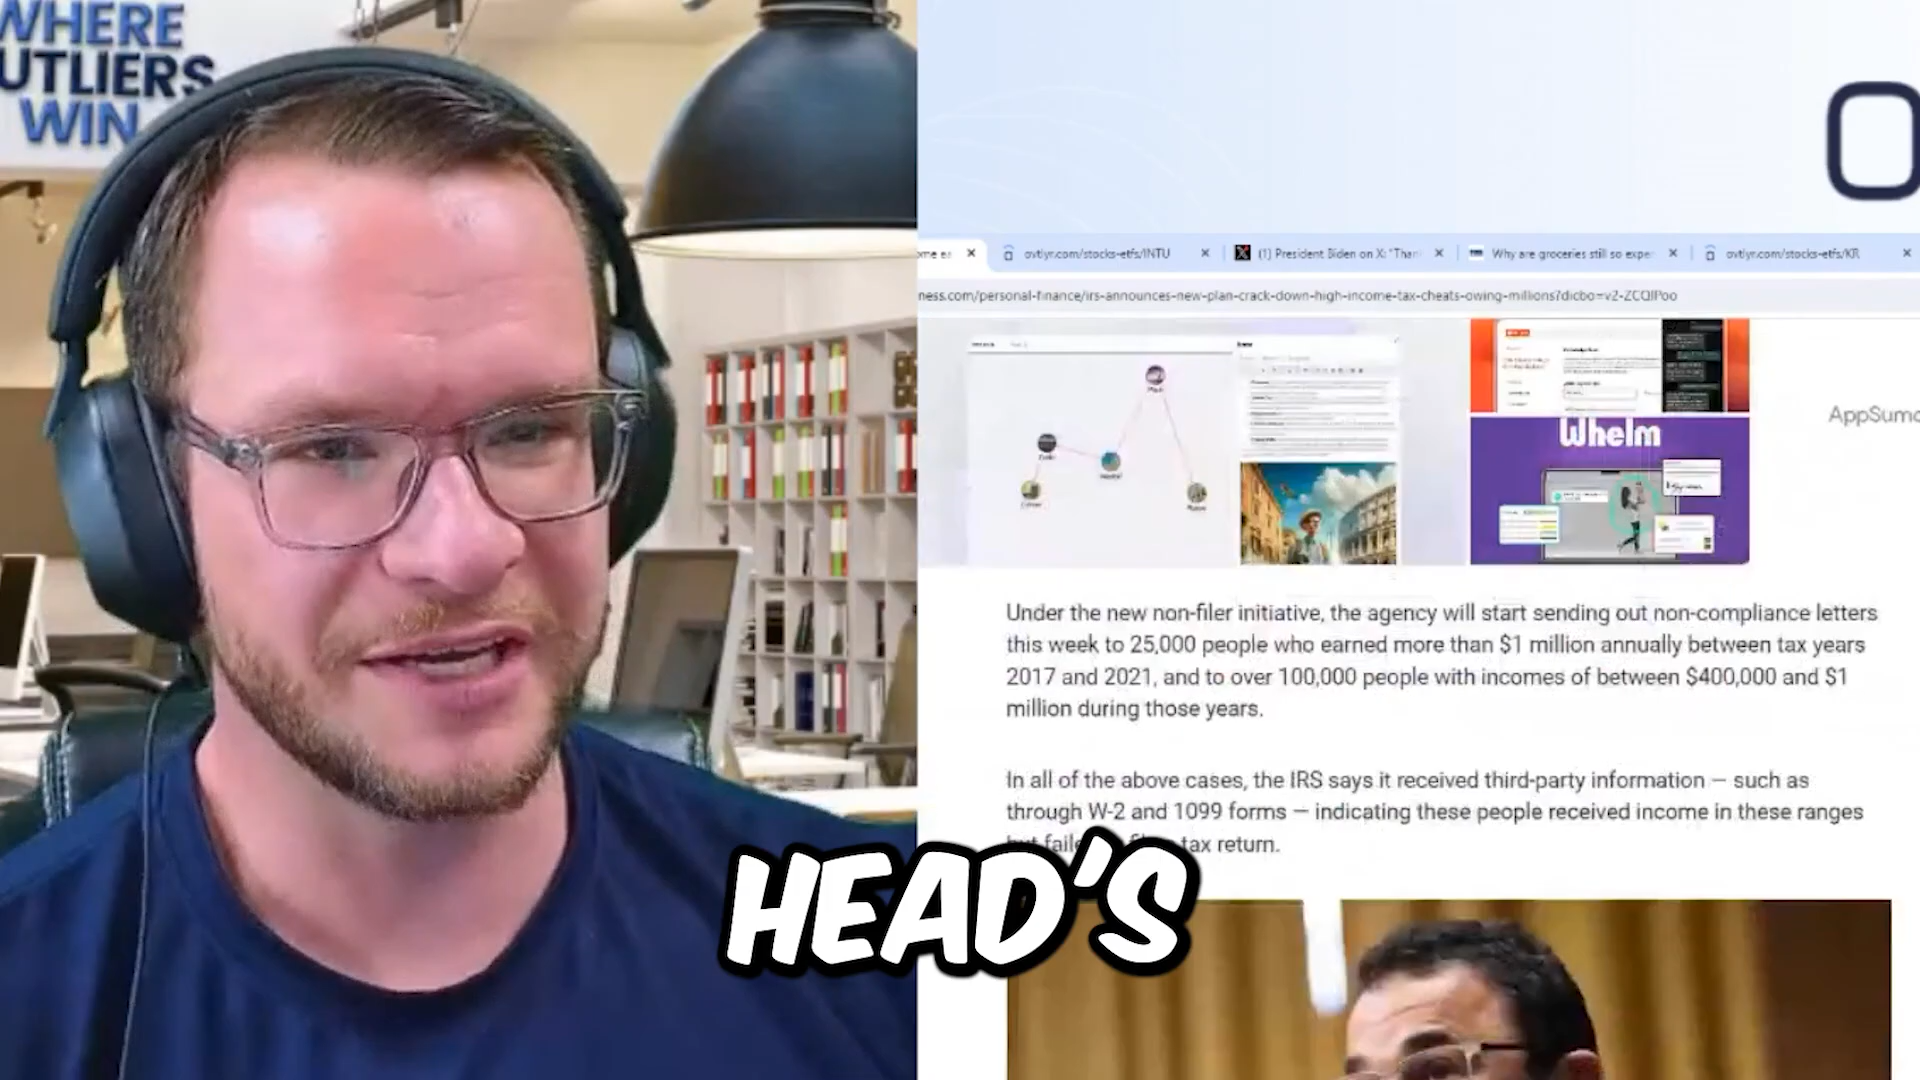 WHERE
UTLIERS
WIN
O
ome ea
ovtlyr.com/stocks-etfs/INTU
(1) President Biden on X: "Than
Why are groceries still so exper
ovtlyr.com/stocks-etfs/KR
ness.com/personal-finance/irs-announces-new-plan-crack-down-high-income-tax-cheats-owing-millions?dicbo=v2-ZCQIPoo
Whelm
AppSumo
Under the new non-filer initiative, the agency will start sending out non-compliance letters
this week to 25,000 people who earned more than $1 million annually between tax years
2017 and 2021, and to over 100,000 people with incomes of between $400,000 and $1
million during those years.
In all of the above cases, the IRS says it received third-party information — such as
through W-2 and 1099 forms — indicating these people received income in these ranges
tax return.
HEAD'S